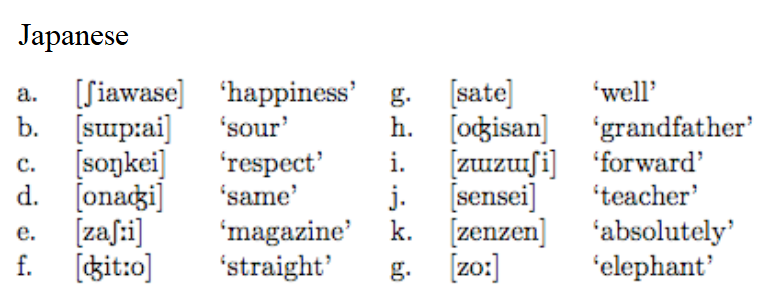 Japanese
a. [ʃiawase] ‘happiness’ g. [sate] ‘well’
b. [sɯpːai] ‘sour’ h. [oʤisan] ‘grandfather’
c. [soŋkei] ‘respect’ i. [zɯzɯʃi] ‘forward’
d. [onaʤi] ‘same’ j. [sensei] ‘teacher’
e. [zaʃːi] ‘magazine’ k. [zenzen] ‘absolutely’
f. [ʤitːo] ‘straight’ g. [zoː] ‘elephant’